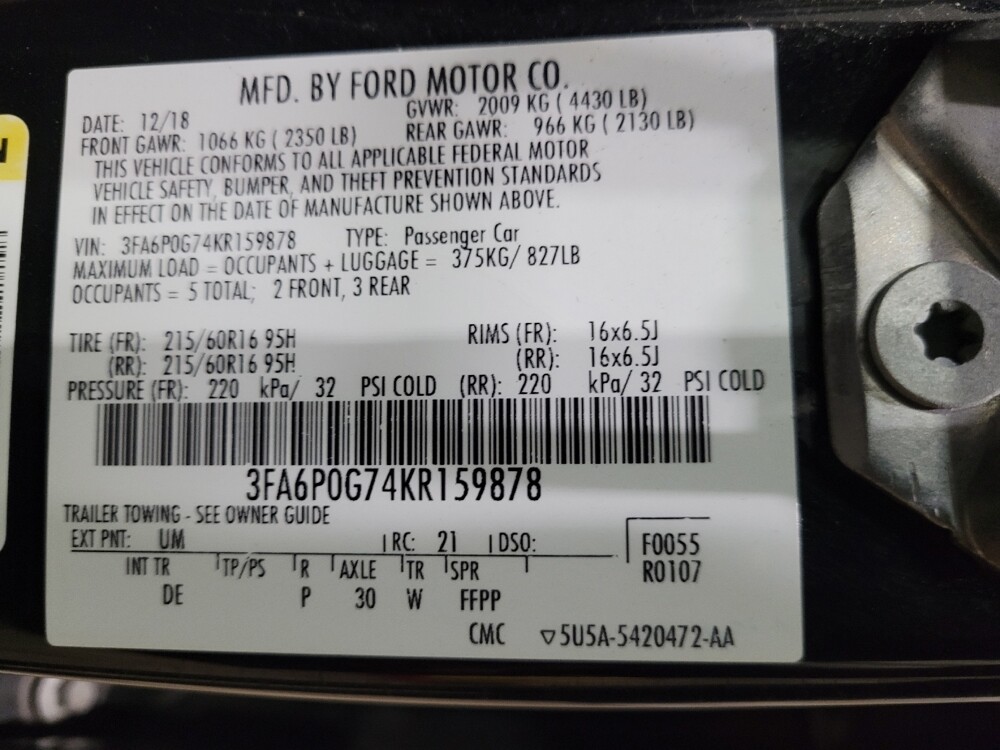 MFD. BY FORD MOTOR CO.
DATE: 12/18 GVWR: 2009 KG ( 4430 LB)
FRONT GAWR: 1066 KG ( 2350 LB) REAR GAWR: 966 KG ( 2130 LB)
THIS VEHICLE CONFORMS TO ALL APPLICABLE FEDERAL MOTOR
VEHICLE SAFETY, BUMPER, AND THEFT PREVENTION STANDARDS
IN EFFECT ON THE DATE OF MANUFACTURE SHOWN ABOVE.
VIN: 3FA6P0G74KR159878 TYPE: Passenger Car
MAXIMUM LOAD = OCCUPANTS + LUGGAGE = 375KG/ 827LB
OCCUPANTS = 5 TOTAL; 2 FRONT, 3 REAR
TIRE (FR): 215/60R16 95H RIMS (FR): 16x6.5J
(RR): 215/60R16 95H (RR): 16x6.5J
PRESSURE (FR): 220 kPa/ 32 PSI COLD (RR): 220 kPa/ 32 PSI COLD
3FA6P0G74KR159878
TRAILER TOWING - SEE OWNER GUIDE
EXT PNT: UM RC: 21 DSO: F0055
INT TR TP/PS R AXLE TR SPR R0107
DE P 30 W FFPP
CMC ▽5U5A-5420472-AA